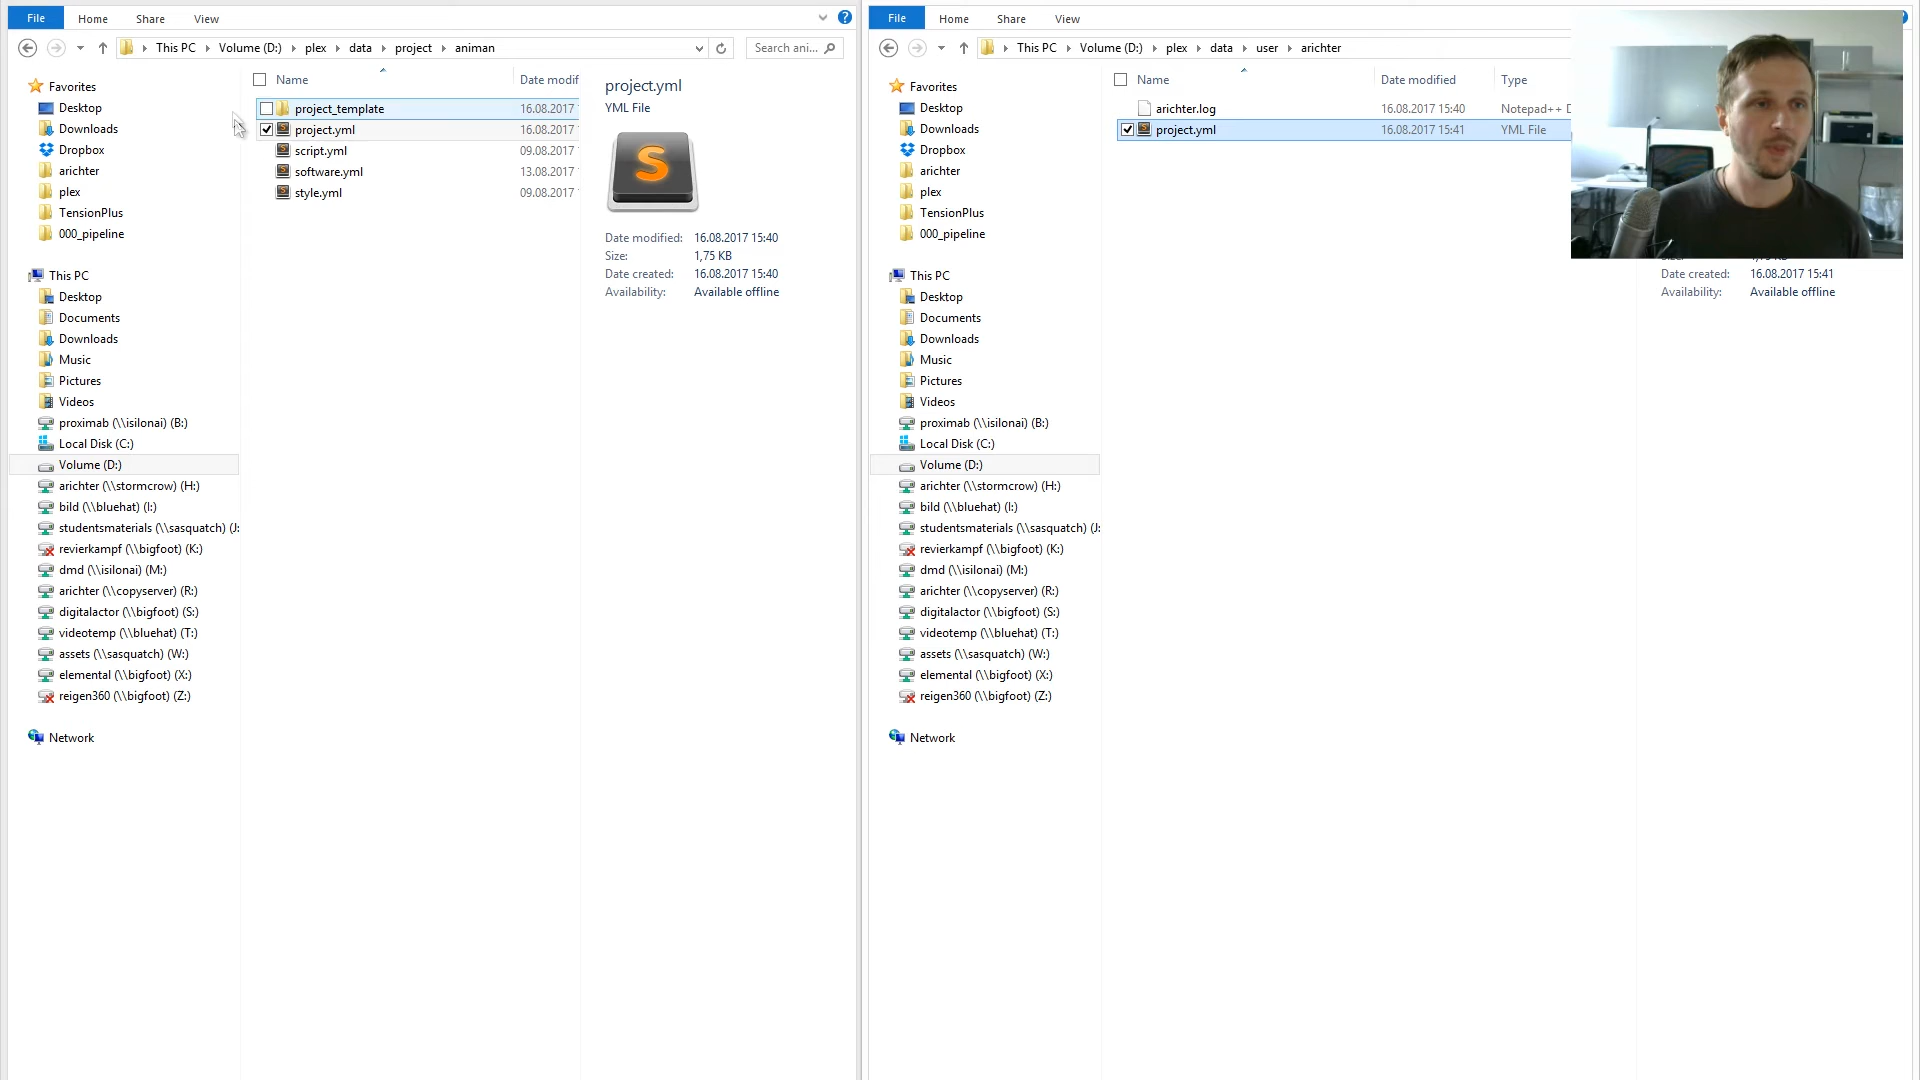 File Home Share View
This PC Volume (D:) plex data project animan Search ani...
Favorites
Desktop
Downloads
Dropbox
arichter
plex
TensionPlus
000_pipeline
This PC
Desktop
Documents
Downloads
Music
Pictures
Videos
proximab (\\isilonai) (B:)
Local Disk (C:)
Volume (D:)
arichter (\\stormcrow) (H:)
bild (\\bluehat) (I:)
studentsmaterials (\\sasquatch) (J:
revierkampf (\\bigfoot) (K:)
dmd (\\isilonai) (M:)
arichter (\\copyserver) (R:)
digitalactor (\\bigfoot) (S:)
videotemp (\\bluehat) (T:)
assets (\\sasquatch) (W:)
elemental (\\bigfoot) (X:)
reigen360 (\\bigfoot) (Z:)
Network
Name Date modif
project_template 16.08.2017
project.yml 16.08.2017
script.yml 09.08.2017
software.yml 13.08.2017
style.yml 09.08.2017
project.yml
YML File
S
Date modified: 16.08.2017 15:40
Size: 1,75 KB
Date created: 16.08.2017 15:40
Availability: Available offline
File Home Share View
This PC Volume (D:) plex data user arichter
Favorites
Desktop
Downloads
Dropbox
arichter
plex
TensionPlus
000_pipeline
This PC
Desktop
Documents
Downloads
Music
Pictures
Videos
proximab (\\isilonai) (B:)
Local Disk (C:)
Volume (D:)
arichter (\\stormcrow) (H:)
bild (\\bluehat) (I:)
studentsmaterials (\\sasquatch) (J:
revierkampf (\\bigfoot) (K:)
dmd (\\isilonai) (M:)
arichter (\\copyserver) (R:)
digitalactor (\\bigfoot) (S:)
videotemp (\\bluehat) (T:)
assets (\\sasquatch) (W:)
elemental (\\bigfoot) (X:)
reigen360 (\\bigfoot) (Z:)
Network
Name Date modified Type
arichter.log 16.08.2017 15:40 Notepad++ D
project.yml 16.08.2017 15:41 YML File
Date created: 16.08.2017 15:41
Availability: Available offline